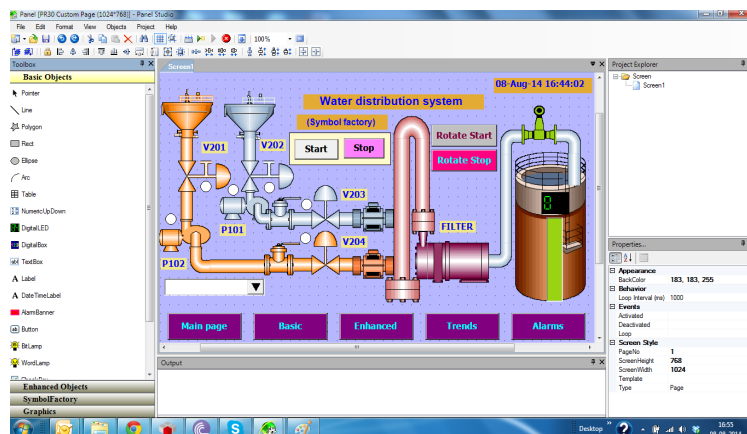 Panel [PR30 Custom Page (1024*768)] - Panel Studio
File Edit Format View Objects Project Help
100%
Toolbox
Basic Objects
Pointer
Line
Polygon
Rect
Ellipse
Arc
Table
NumericUpDown
DigitalLED
DigitalBox
TextBox
Label
DateTimeLabel
AlarmBanner
Button
BitLamp
WordLamp
Enhanced Objects
SymbolFactory
Graphics
Screen1
08-Aug-14 16:44:02
Water distribution system
(Symbol factory)
Start
Stop
Rotate Start
Rotate Stop
V201
V202
V203
P101
V204
FILTER
P102
0
Main page
Basic
Enhanced
Trends
Alarms
Output
Project Explorer
Screen
Screen1
Properties...
Appearance
BackColor 183, 183, 255
Behavior
Loop Interval (ms) 1000
Events
Activated
Deactivated
Loop
Screen Style
PageNo 1
ScreenHeight 768
ScreenWidth 1024
Template
Type Page
Desktop
16:55
08-08-2014